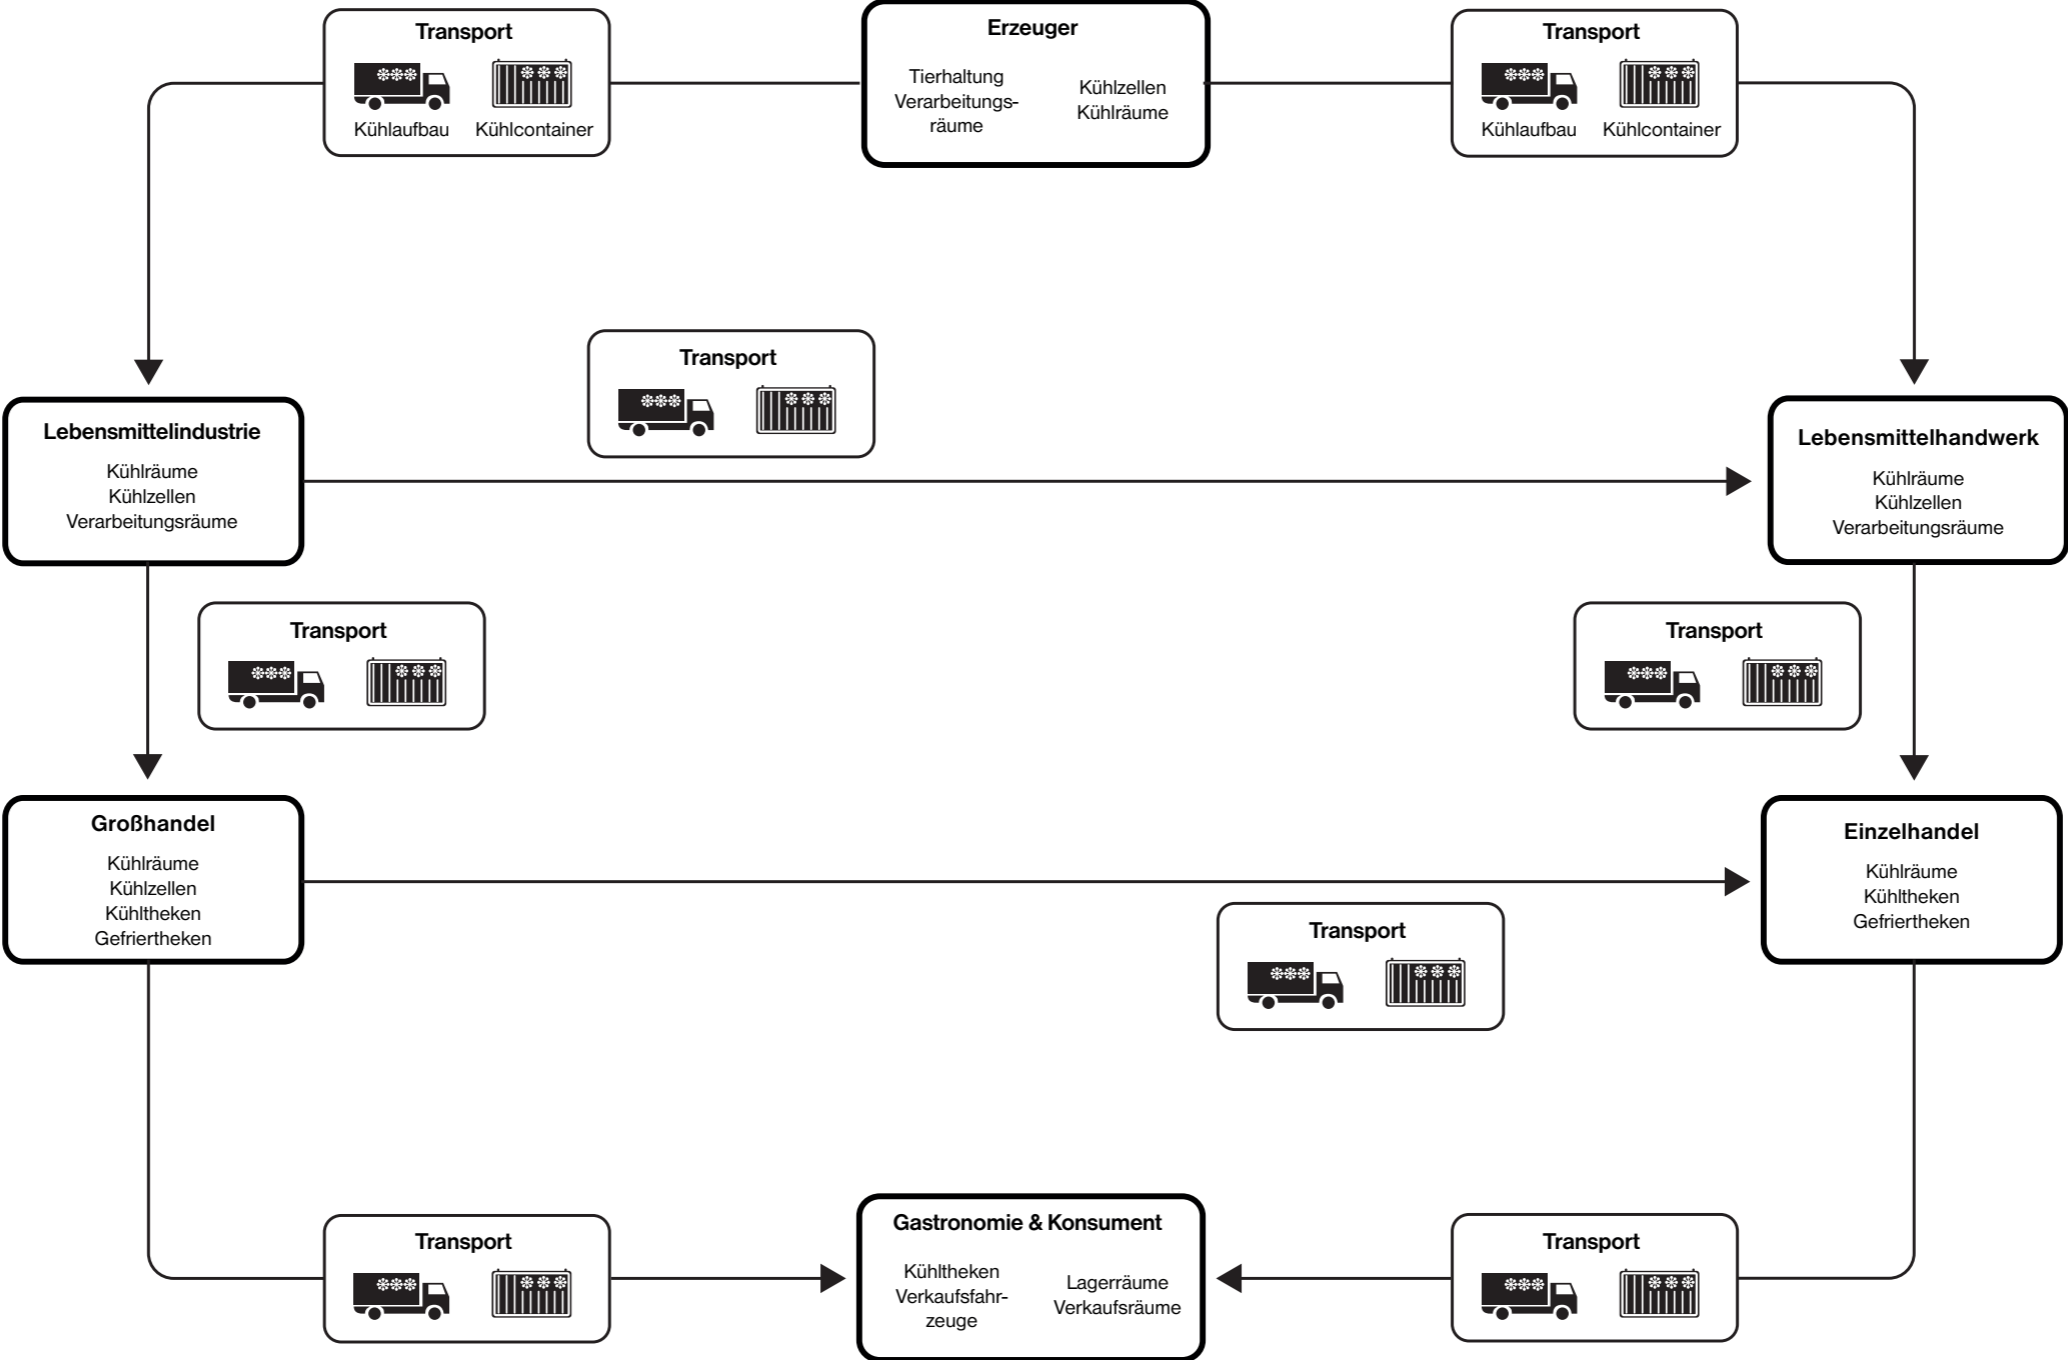 Transport
Kühlaufbau Kühlcontainer
Erzeuger
Tierhaltung
Verarbeitungs-
räume
Kühlzellen
Kühlräume
Transport
Kühlaufbau Kühlcontainer
Transport
Lebensmittelindustrie
Kühlräume
Kühlzellen
Verarbeitungsräume
Lebensmittelhandwerk
Kühlräume
Kühlzellen
Verarbeitungsräume
Transport
Transport
Großhandel
Kühlräume
Kühlzellen
Kühltheken
Gefriertheken
Einzelhandel
Kühlräume
Kühltheken
Gefriertheken
Transport
Transport
Gastronomie & Konsument
Kühltheken
Verkaufsfahr-
zeuge
Lagerräume
Verkaufsräume
Transport